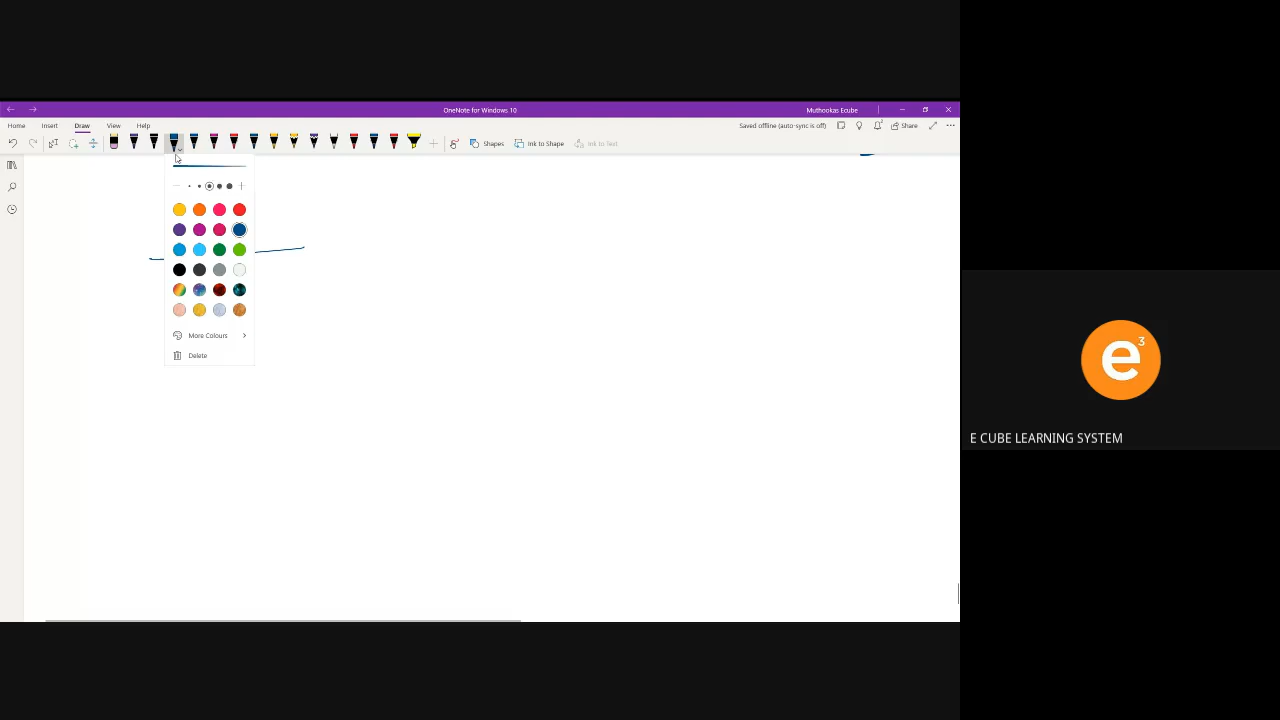 OneNote for Windows 10
Muthookas Ecube
Home Insert Draw View Help
Saved offline (auto-sync is off)
Share
Shapes
Ink to Shape
Ink to Text
More Colours
Delete
e3
E CUBE LEARNING SYSTEM